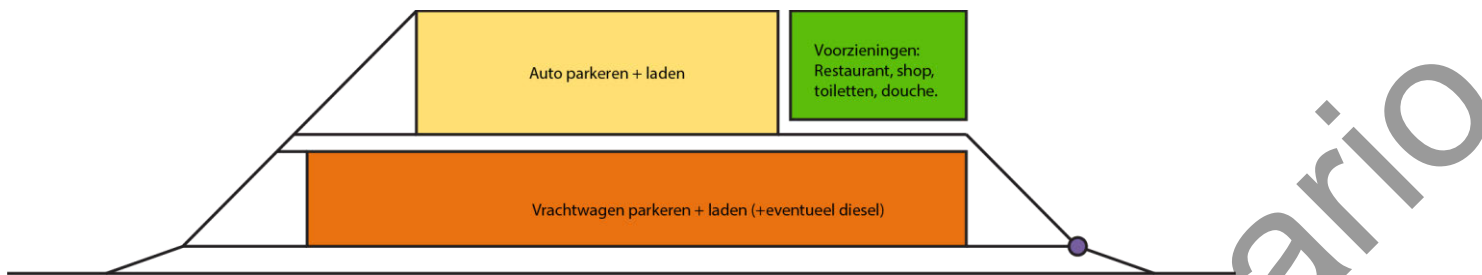 Auto parkeren + laden
Voorzieningen:
Restaurant, shop,
toiletten, douche.
Vrachtwagen parkeren + laden (+eventueel diesel)
ario